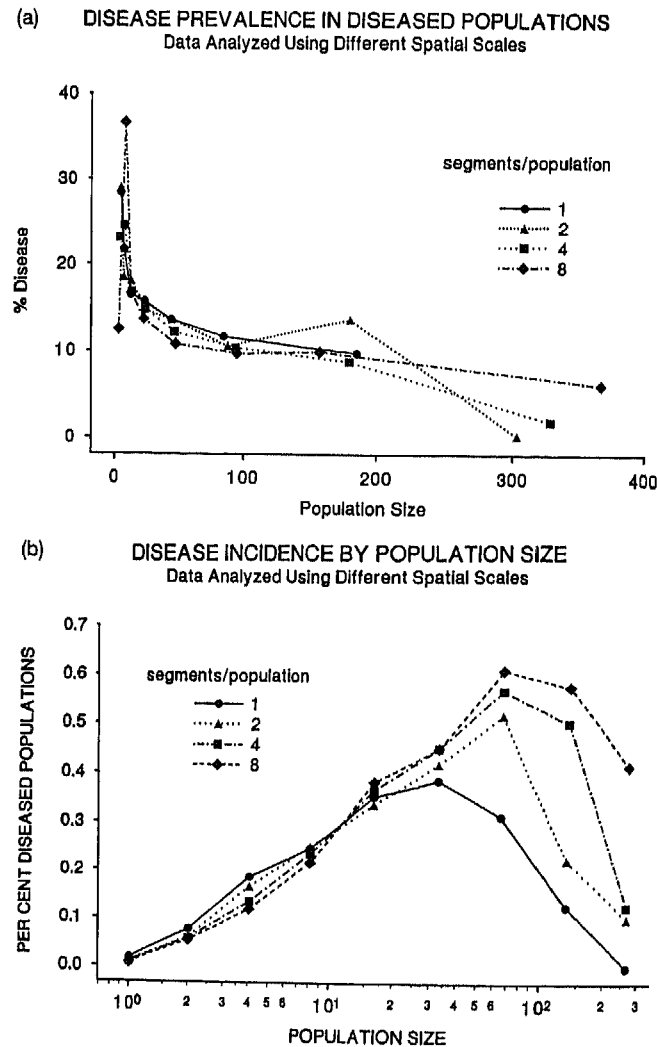 (a) DISEASE PREVALENCE IN DISEASED POPULATIONS
Data Analyzed Using Different Spatial Scales
40
30
20
10
0
% Disease
segments/population
1
2
4
8
0 100 200 300 400
Population Size
(b) DISEASE INCIDENCE BY POPULATION SIZE
Data Analyzed Using Different Spatial Scales
0.7
0.6
0.5
0.4
0.3
0.2
0.1
0.0
PER CENT DISEASED POPULATIONS
segments/population
1
2
4
8
10⁰ 2 3 4 5 6 10¹ 2 3 4 5 6 10² 2 3
POPULATION SIZE